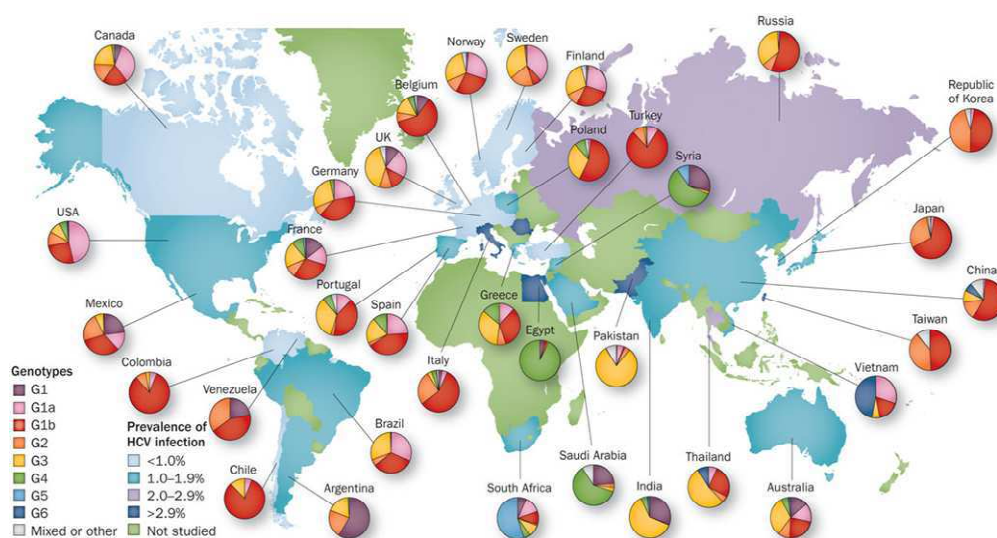 Canada
Norway
Sweden
Finland
Russia
Belgium
Republic
of Korea
UK
Poland
Turkey
Syria
Germany
USA
France
Japan
China
Portugal
Spain
Greece
Egypt
Pakistan
Taiwan
Mexico
Colombia
Venezuela
Italy
Vietnam
Brazil
Chile
Argentina
South Africa
Saudi Arabia
India
Thailand
Australia
Genotypes
G1
G1a
G1b
G2
G3
G4
G5
G6
Mixed or other
Prevalence of
HCV infection
<1.0%
1.0–1.9%
2.0–2.9%
>2.9%
Not studied